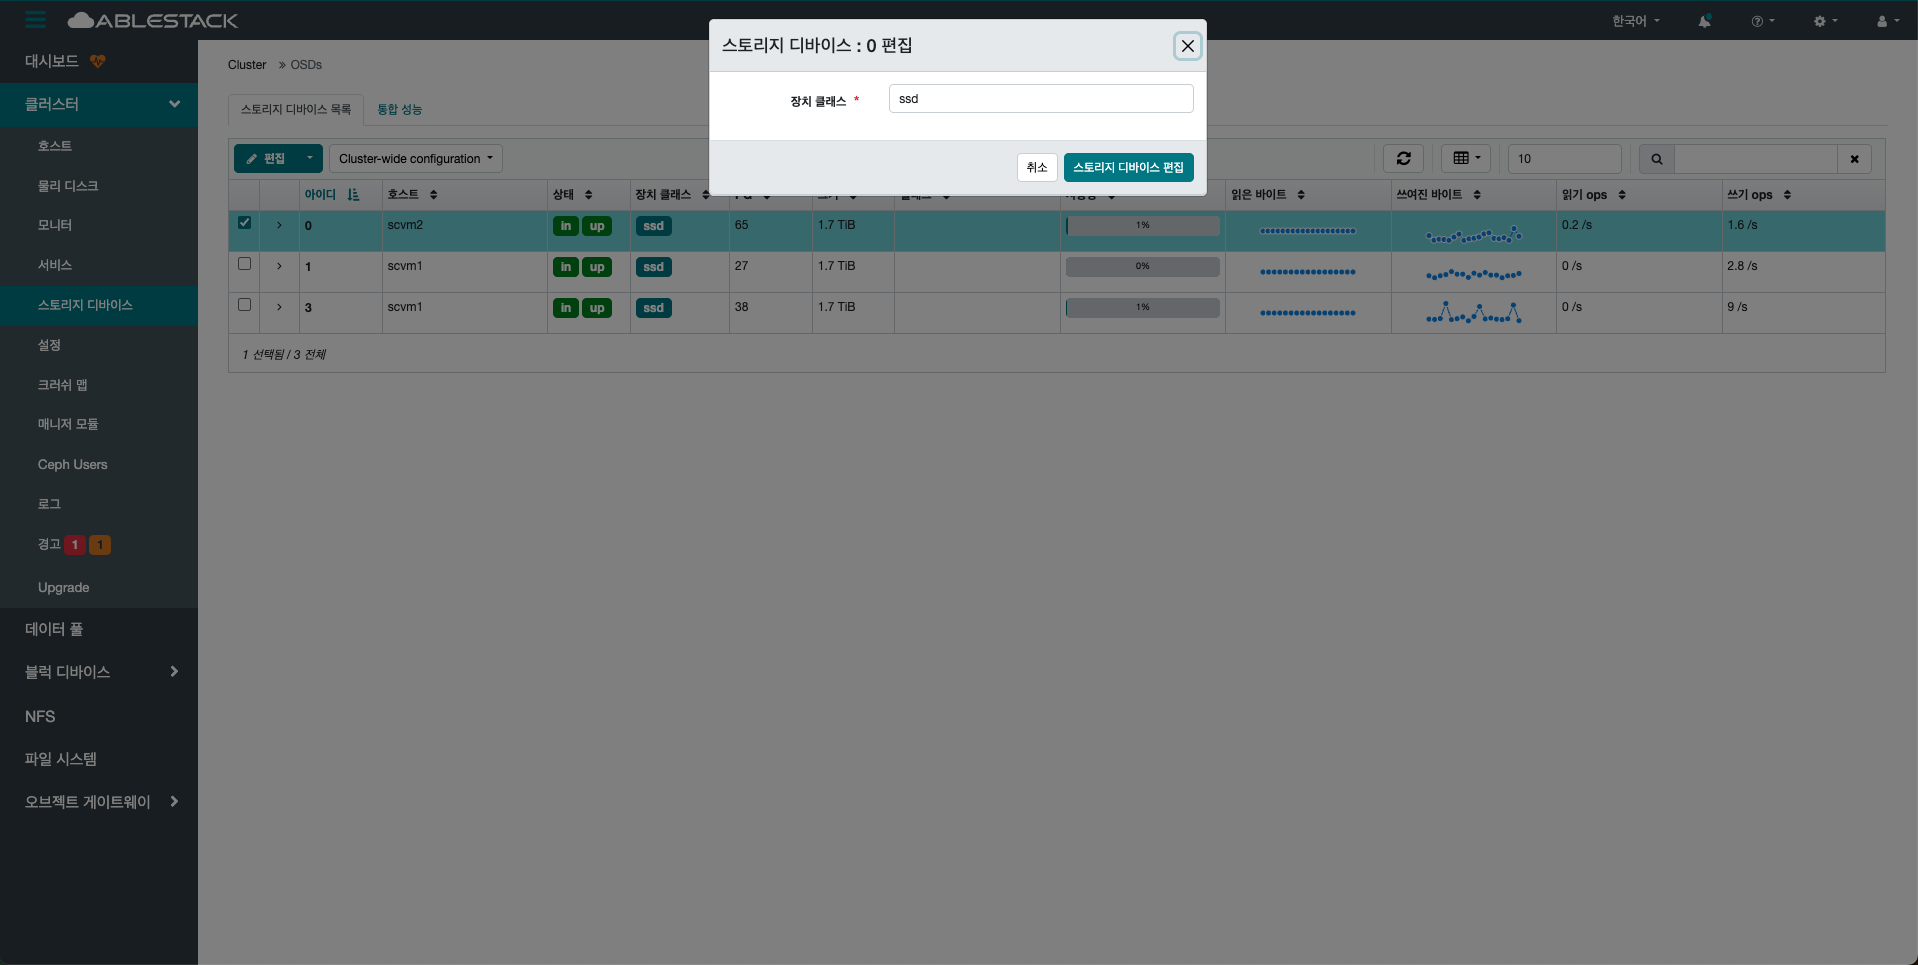 ABLESTACK
한국어
대시보드
클러스터
호스트
물리 디스크
모니터
서비스
스토리지 디바이스
설정
크러쉬 맵
매니저 모듈
Ceph Users
로그
경고 1 1
Upgrade
데이터 풀
블럭 디바이스
NFS
파일 시스템
오브젝트 게이트웨이
Cluster » OSDs
스토리지 디바이스 목록 통합 성능
편집 Cluster-wide configuration 10
스토리지 디바이스 : 0 편집
장치 클래스 *
ssd
취소 스토리지 디바이스 편집
아이디 호스트 상태 장치 클래스 읽은 바이트 쓰여진 바이트 읽기 ops 쓰기 ops
0 scvm2 in up ssd 65 1.7 TiB 1% 0.2 /s 1.6 /s
1 scvm1 in up ssd 27 1.7 TiB 0% 0 /s 2.8 /s
3 scvm1 in up ssd 38 1.7 TiB 1% 0 /s 9 /s
1 선택됨 / 3 전체